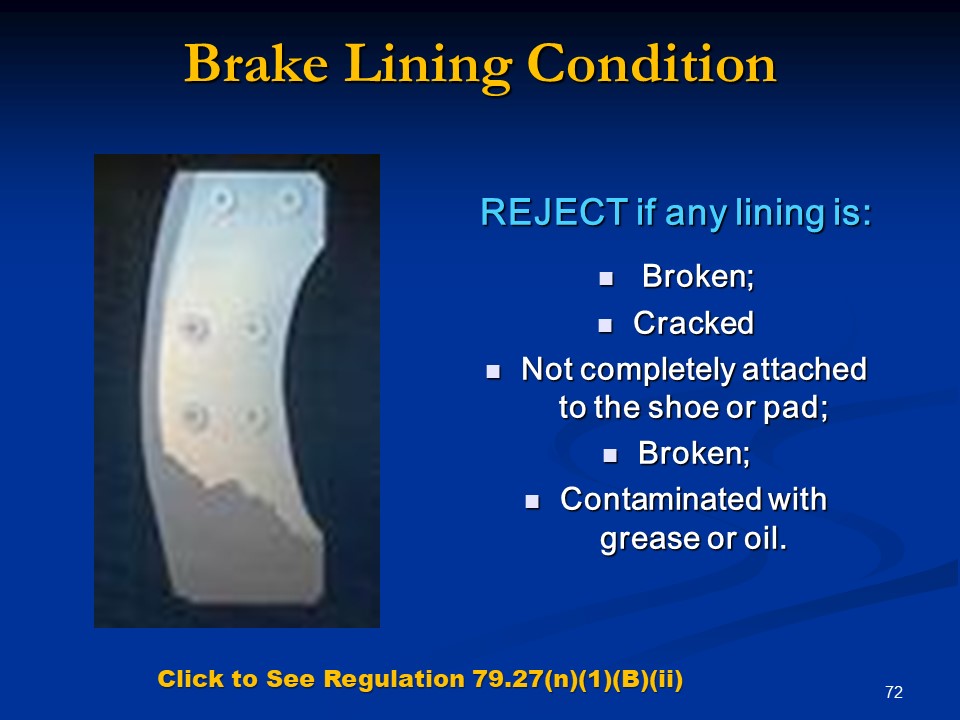 Brake Lining Condition
REJECT if any lining is:
Broken;
Cracked
Not completely attached
to the shoe or pad;
Broken;
Contaminated with
grease or oil.
Click to See Regulation 79.27(n)(1)(B)(ii)
72